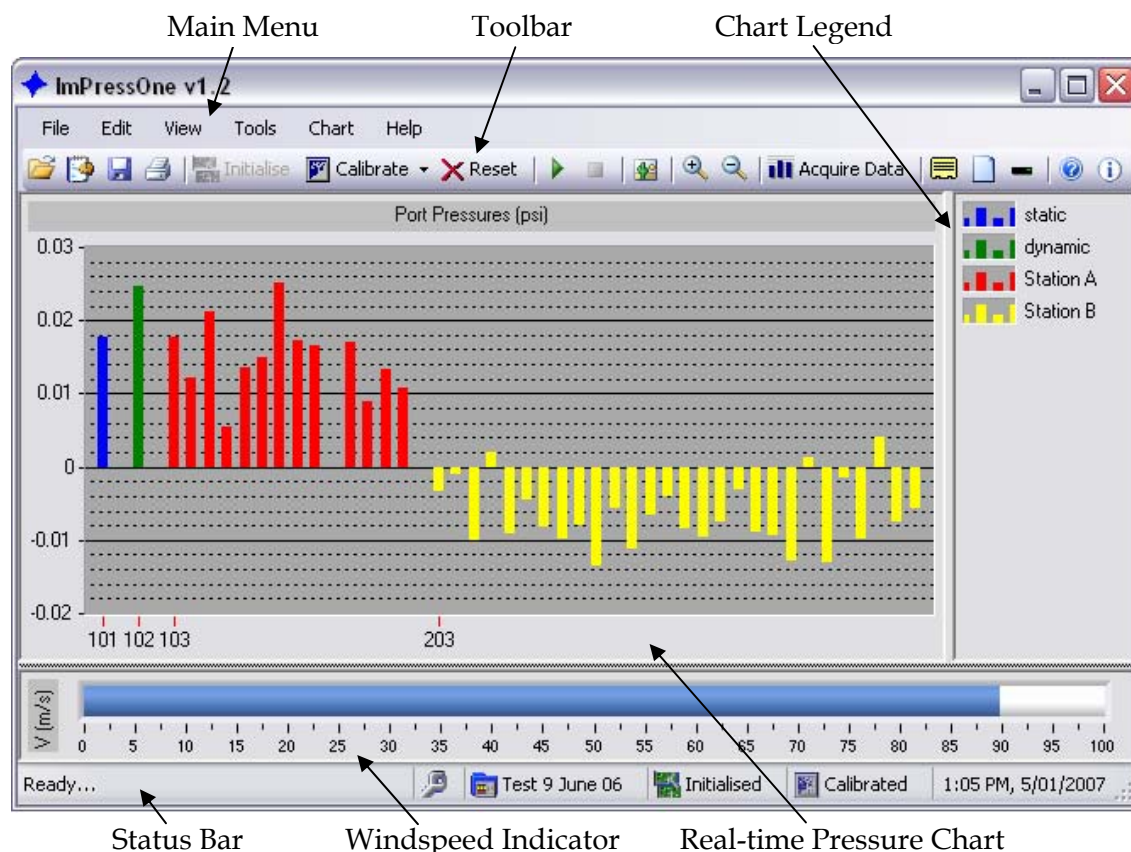 Main Menu Toolbar Chart Legend
ImPressOne v1.2
File Edit View Tools Chart Help
Initialise Calibrate Reset Acquire Data
Port Pressures (psi)
static
dynamic
Station A
Station B
0.03
0.02
0.01
0
-0.01
-0.02
101 102 103 203
V (m/s)
0 5 10 15 20 25 30 35 40 45 50 55 60 65 70 75 80 85 90 95 100
Ready... Test 9 June 06 Initialised Calibrated 1:05 PM, 5/01/2007
Status Bar Windspeed Indicator Real-time Pressure Chart